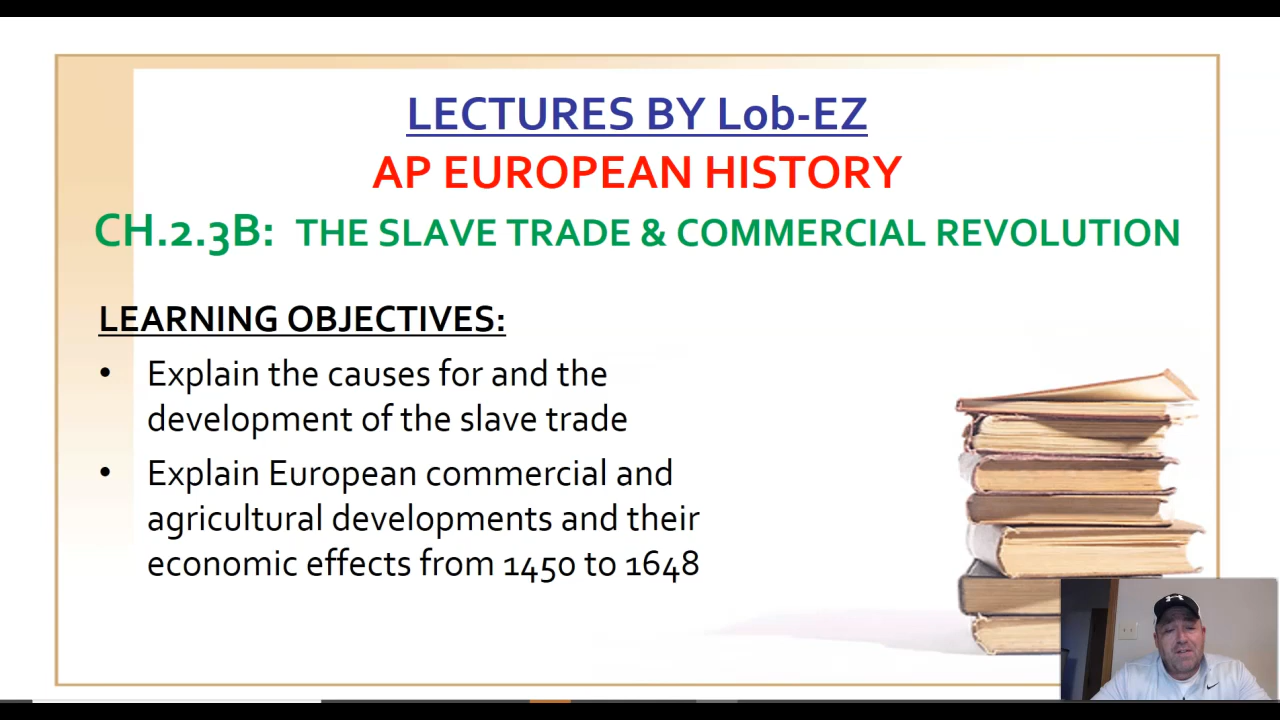 LECTURES BY Lob-EZ
AP EUROPEAN HISTORY
CH.2.3B: THE SLAVE TRADE & COMMERCIAL REVOLUTION
LEARNING OBJECTIVES:
• Explain the causes for and the
development of the slave trade
• Explain European commercial and
agricultural developments and their
economic effects from 1450 to 1648